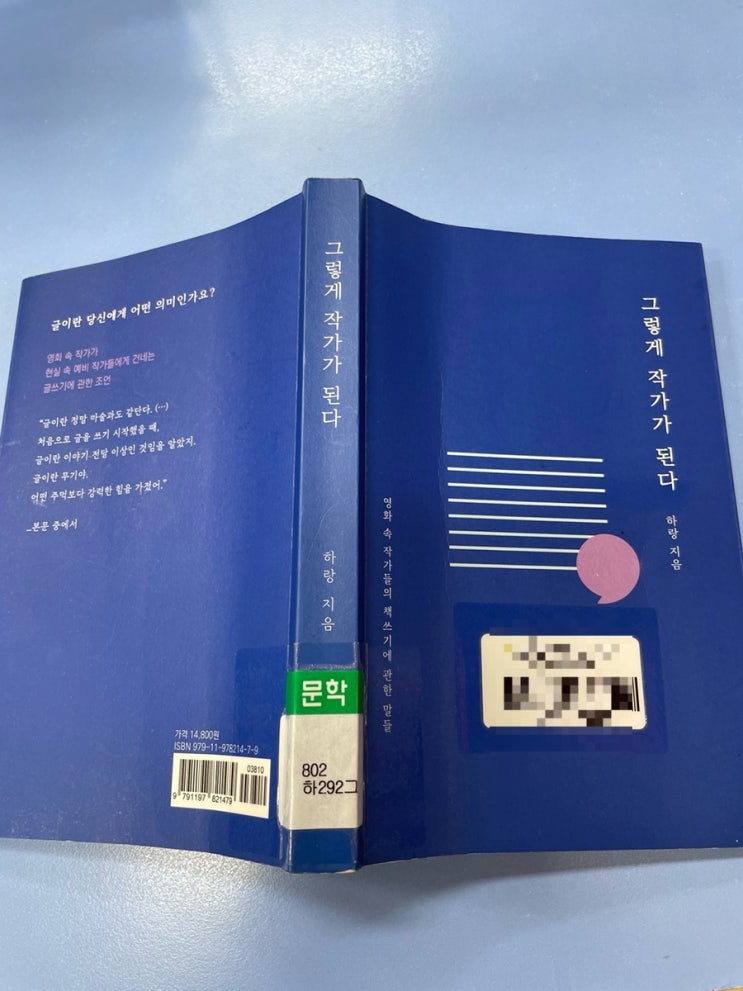 글이란 당신에게 어떤 의미인가요?
영화 속 작가가
현실 속 예비 작가들에게 건네는
글쓰기에 관한 조언
"글이란 정말 마술과도 같단다. (…)
처음으로 글을 쓰기 시작했을 때,
글이란 이야기 전달 이상인 것임을 알았지.
글이란 무기야.
어떤 주먹보다 강력한 힘을 가졌어."
_본문 중에서
가격 14,800원
ISBN 979-11-978214-7-9
03810
9 791197 821479
그렇게 작가가 된다
하랑 지음
문학
802
하292그
그렇게 작가가 된다
하랑 지음
영화 속 작가들의 책쓰기에 관한 말들